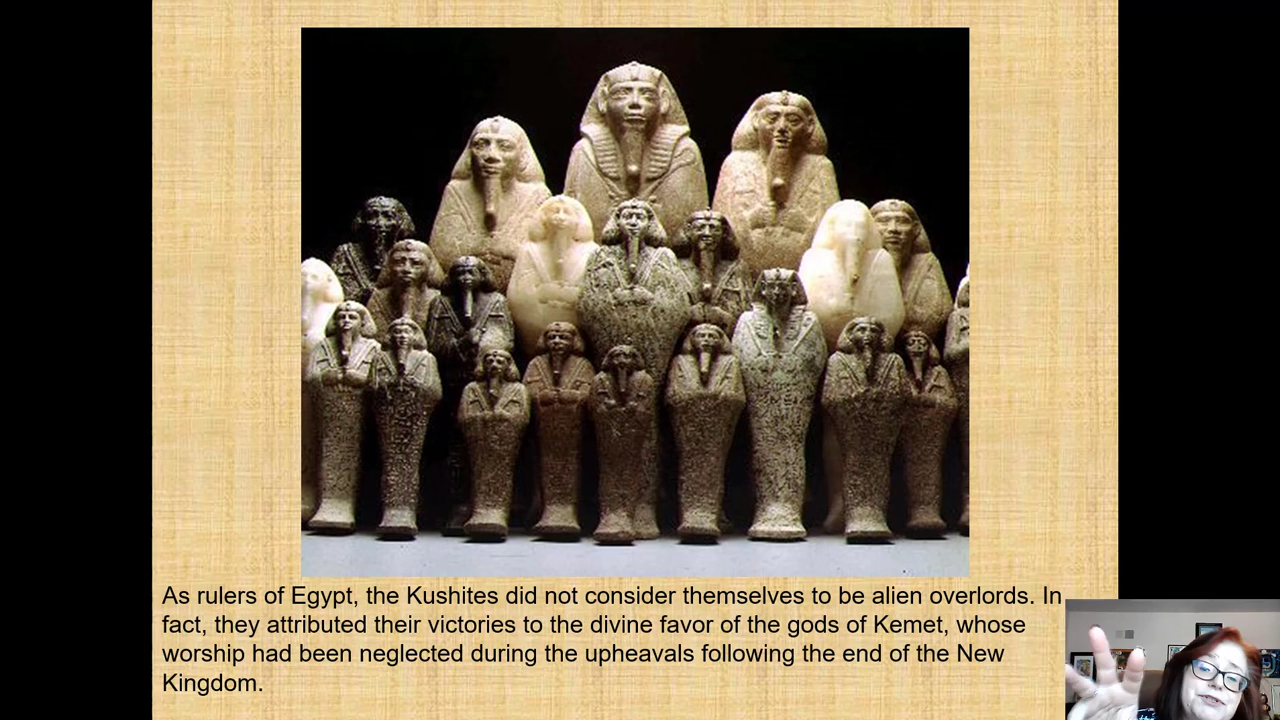 As rulers of Egypt, the Kushites did not consider themselves to be alien overlords. In
fact, they attributed their victories to the divine favor of the gods of Kemet, whose
worship had been neglected during the upheavals following the end of the New
Kingdom.